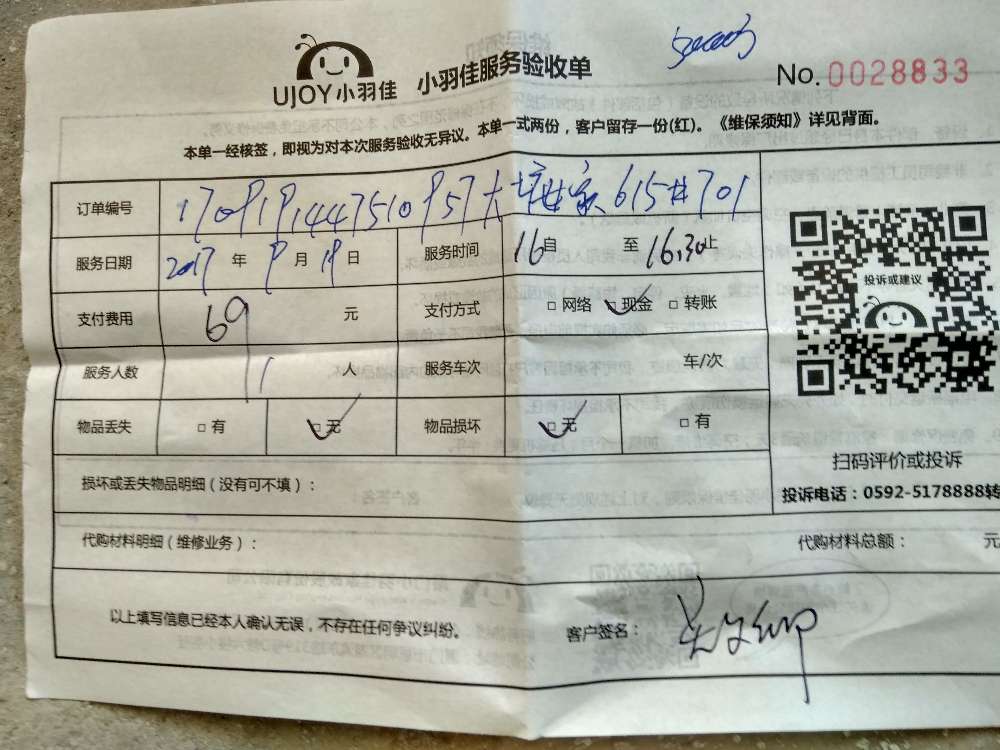 UJOY小羽佳 小羽佳服务验收单
No. 0028833
本单一经核签，即视为对本次服务验收无异议。本单一式两份，客户留存一份(红)。《维保须知》详见背面。
订单编号 170919144751095 701
服务日期 2017 年 9 月 19 日 服务时间 16 自 至 16.30止
支付费用 69 元 支付方式 □ 网络 □ 现金 □ 转账
服务人数 1 人 服务车次 车/次
物品丢失 □ 有 □ 无 物品损坏 □ 无 □ 有
投诉或建议
扫码评价或投诉
投诉电话：0592-5178888转
损坏或丢失物品明细（没有可不填）：
代购材料明细（维修业务）： 代购材料总额： 元
以上填写信息已经本人确认无误，不存在任何争议纠纷。 客户签名：